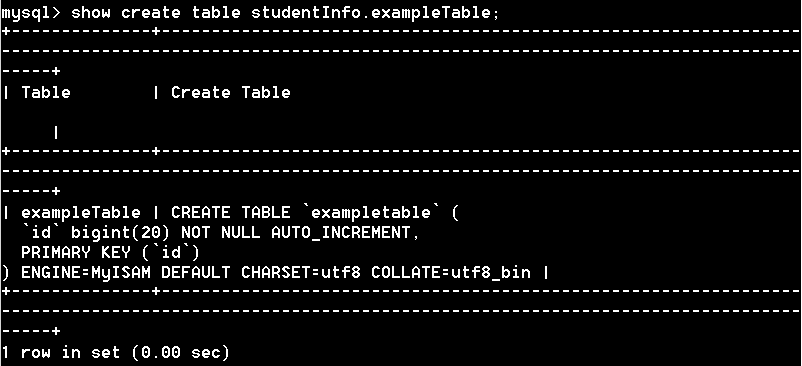 mysql> show create table studentInfo.exampleTable;
+--------------+----------------------------------------------------------------
--------------------------------------------------------------------------------
-----+
| Table        | Create Table
     |
+--------------+----------------------------------------------------------------
--------------------------------------------------------------------------------
-----+
| exampleTable | CREATE TABLE `exampletable` (
  `id` bigint(20) NOT NULL AUTO_INCREMENT,
  PRIMARY KEY (`id`)
) ENGINE=MyISAM DEFAULT CHARSET=utf8 COLLATE=utf8_bin |
+--------------+----------------------------------------------------------------
--------------------------------------------------------------------------------
-----+
1 row in set (0.00 sec)